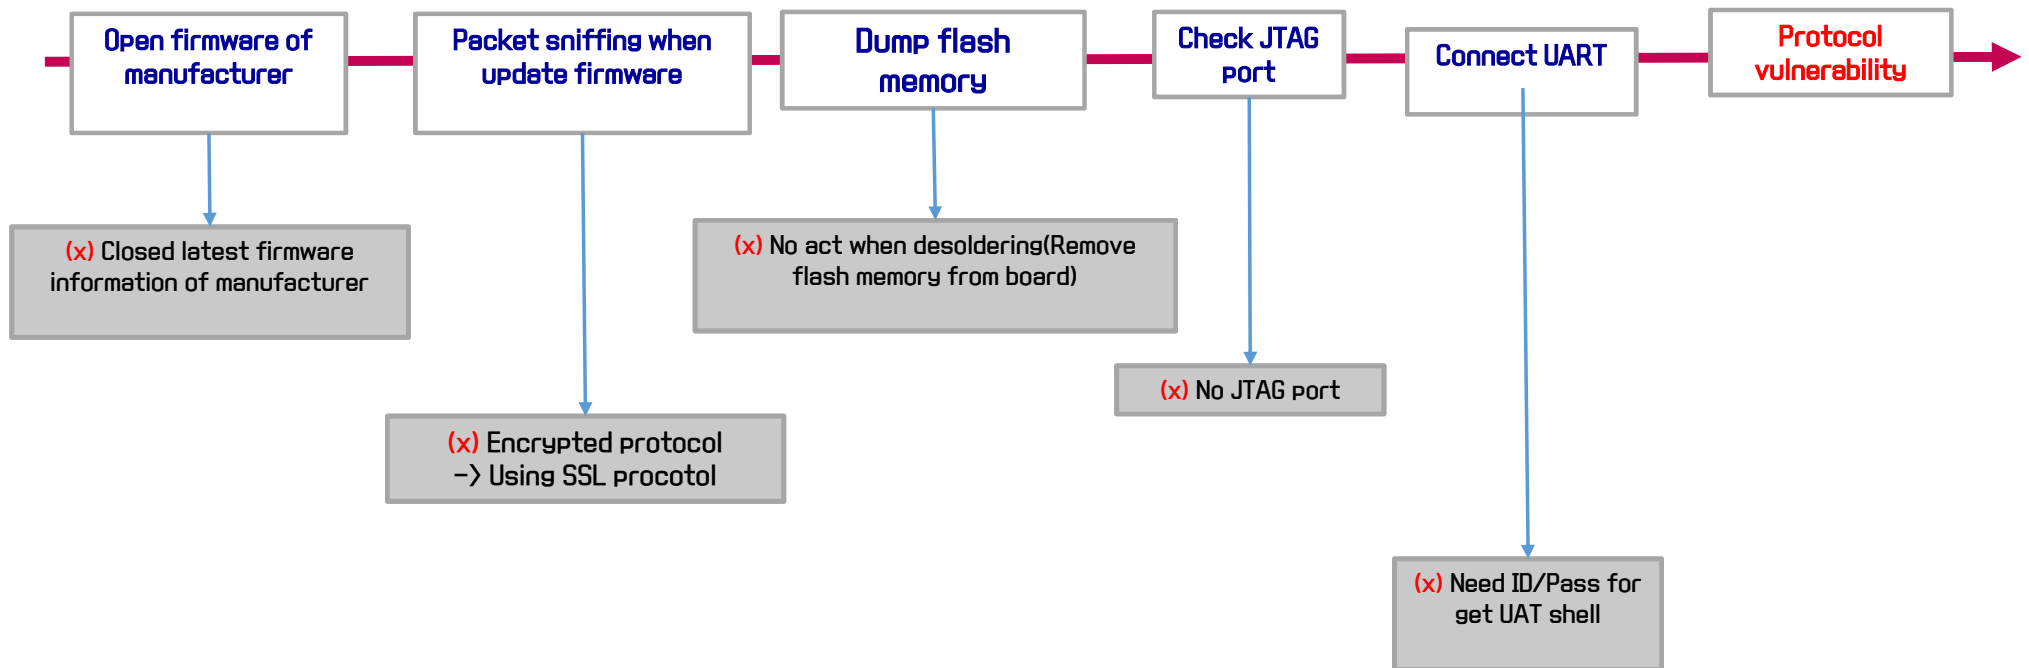 Open firmware of
manufacturer
Packet sniffing when
update firmware
Dump flash
memory
Check JTAG
port
Connect UART
Protocol
vulnerability
(x) Closed latest firmware
information of manufacturer
(x) No act when desoldering(Remove
flash memory from board)
(x) No JTAG port
(x) Encrypted protocol
-> Using SSL procotol
(x) Need ID/Pass for
get UAT shell